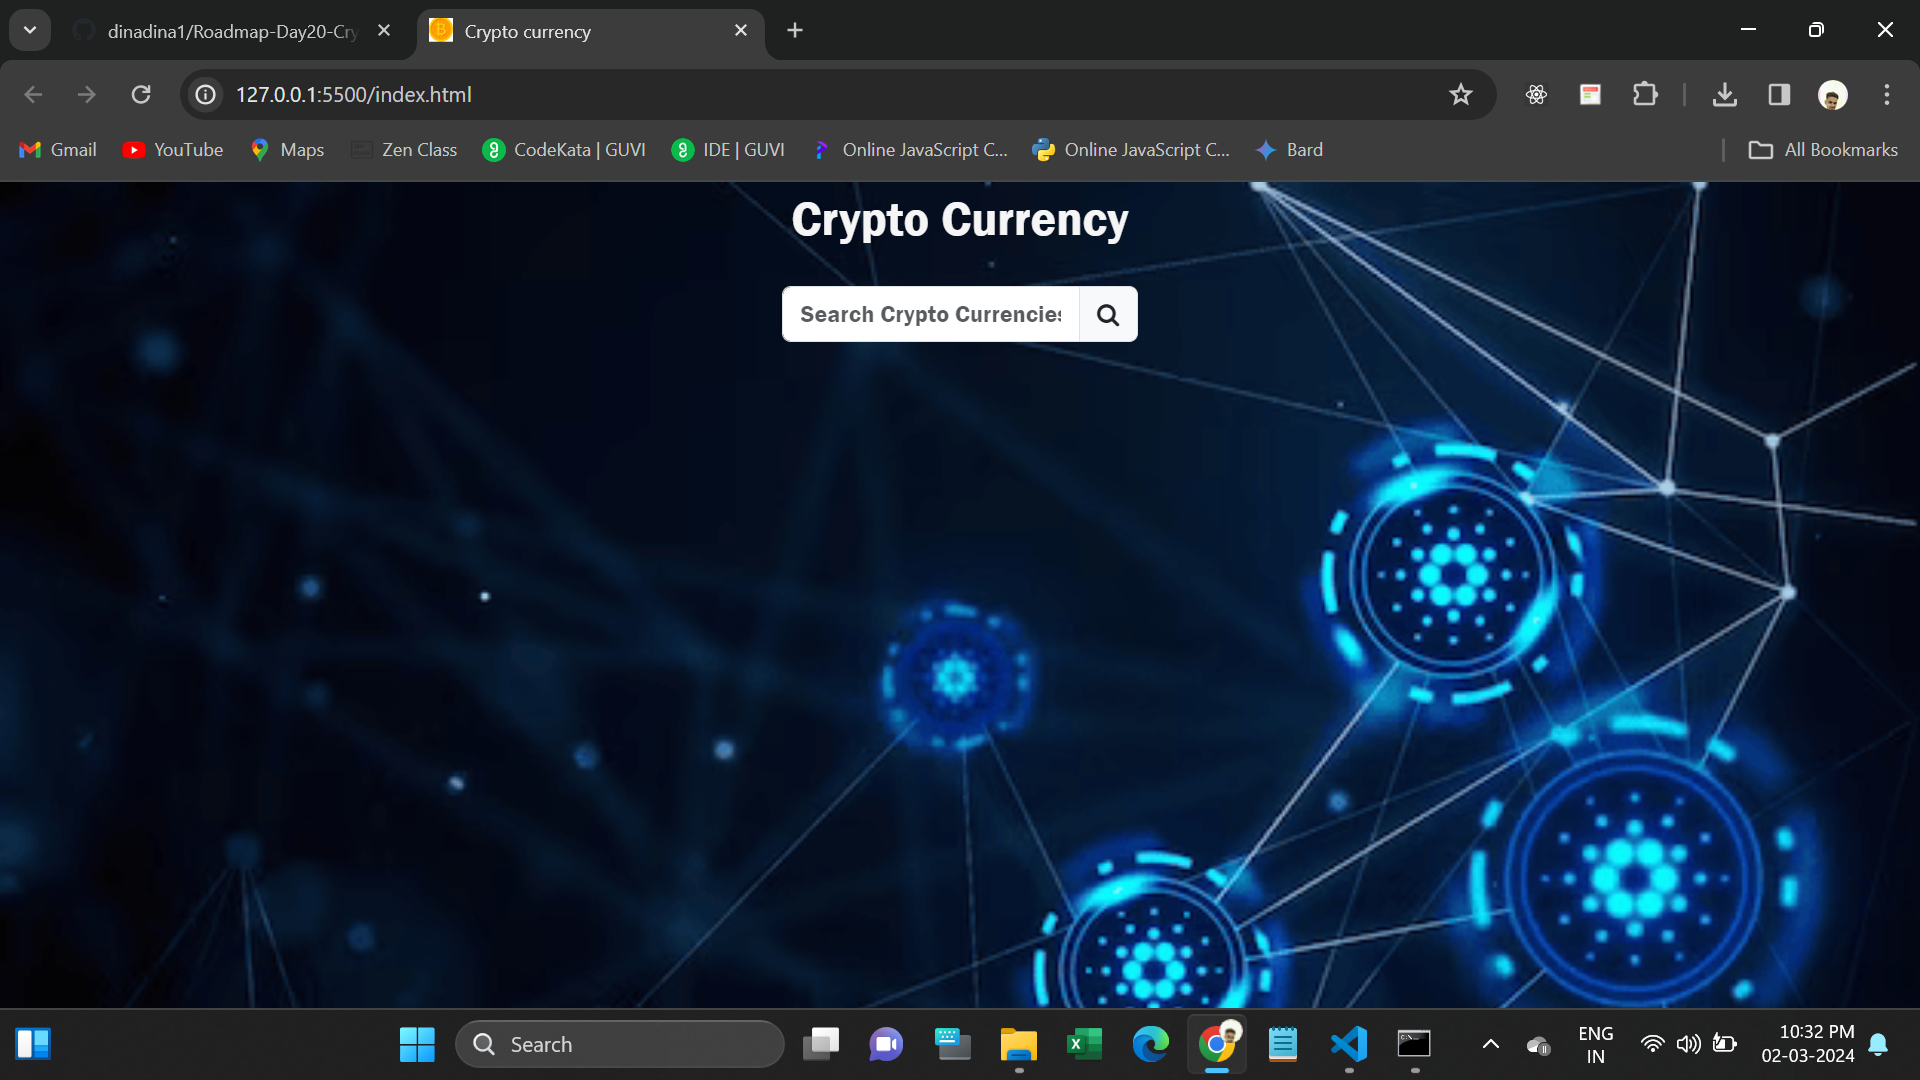 dinadina1/Roadmap-Day20-Cry
Crypto currency
127.0.0.1:5500/index.html
Gmail
YouTube
Maps
Zen Class
CodeKata | GUVI
IDE | GUVI
Online JavaScript C...
Online JavaScript C...
Bard
All Bookmarks
Crypto Currency
Search Crypto Currencies
Search
ENG
IN
10:32 PM
02-03-2024